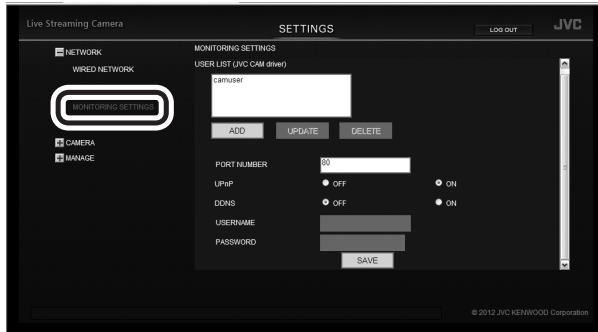 Live Streaming Camera
SETTINGS
LOG OUT
JVC
NETWORK
WIRED NETWORK
MONITORING SETTINGS
CAMERA
MANAGE
MONITORING SETTINGS
USER LIST (JVC CAM driver)
camuser
ADD UPDATE DELETE
PORT NUMBER 80
UPnP OFF ON
DDNS OFF ON
USERNAME
PASSWORD
SAVE
© 2012 JVC KENWOOD Corporation